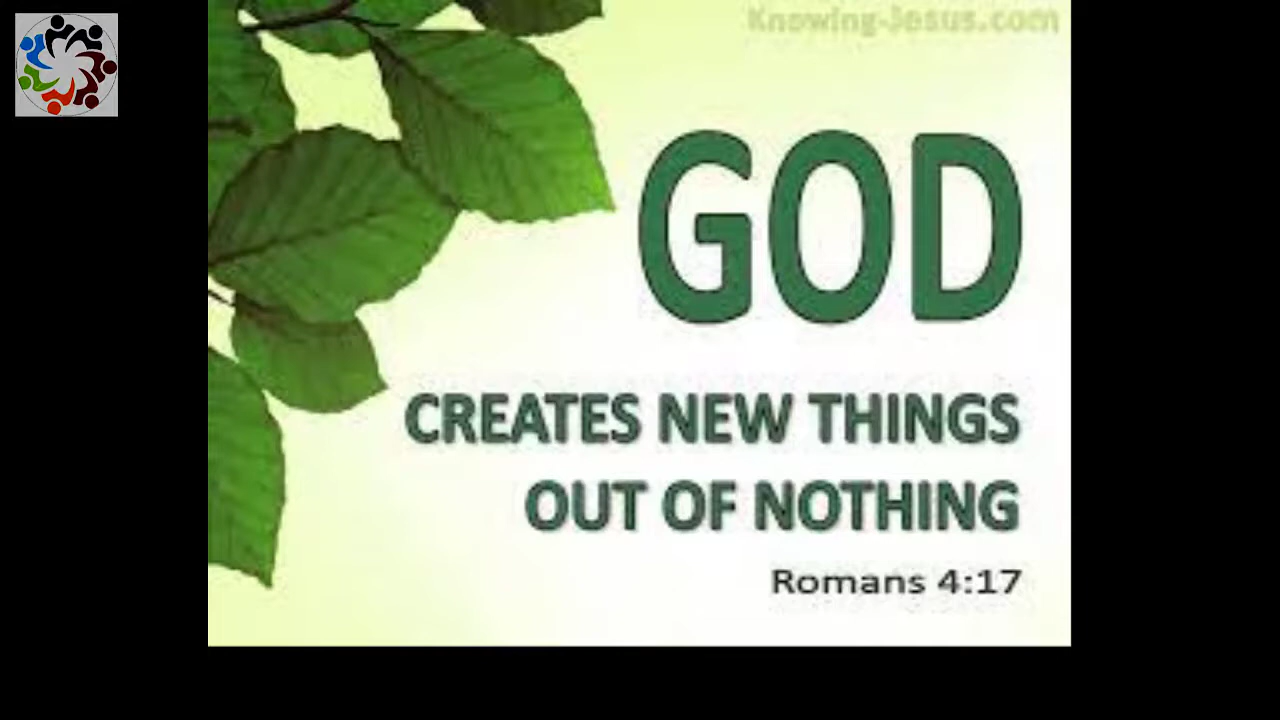 Knowing-Jesus.com
GOD
CREATES NEW THINGS
OUT OF NOTHING
Romans 4:17